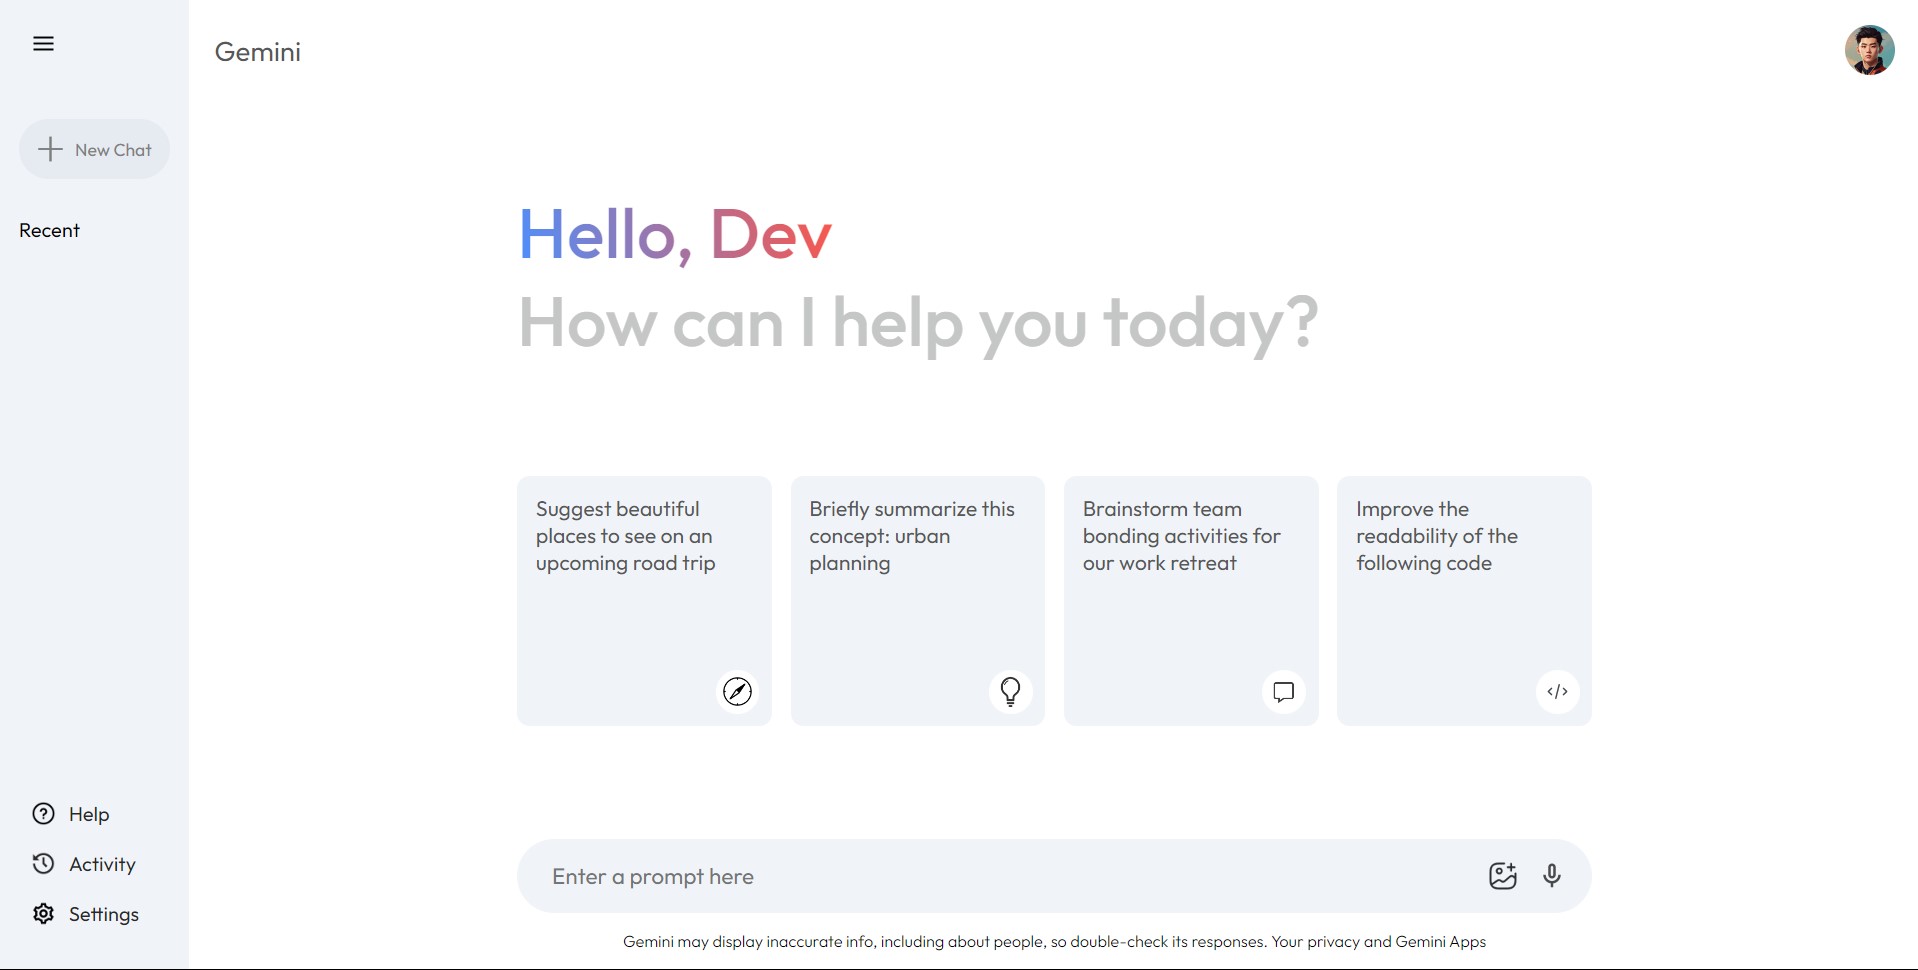 Gemini
New Chat
Recent
Hello, Dev
How can I help you today?
Suggest beautiful
places to see on an
upcoming road trip
Briefly summarize this
concept: urban
planning
Brainstorm team
bonding activities for
our work retreat
Improve the
readability of the
following code
</>
Help
Activity
Settings
Enter a prompt here
Gemini may display inaccurate info, including about people, so double-check its responses. Your privacy and Gemini Apps